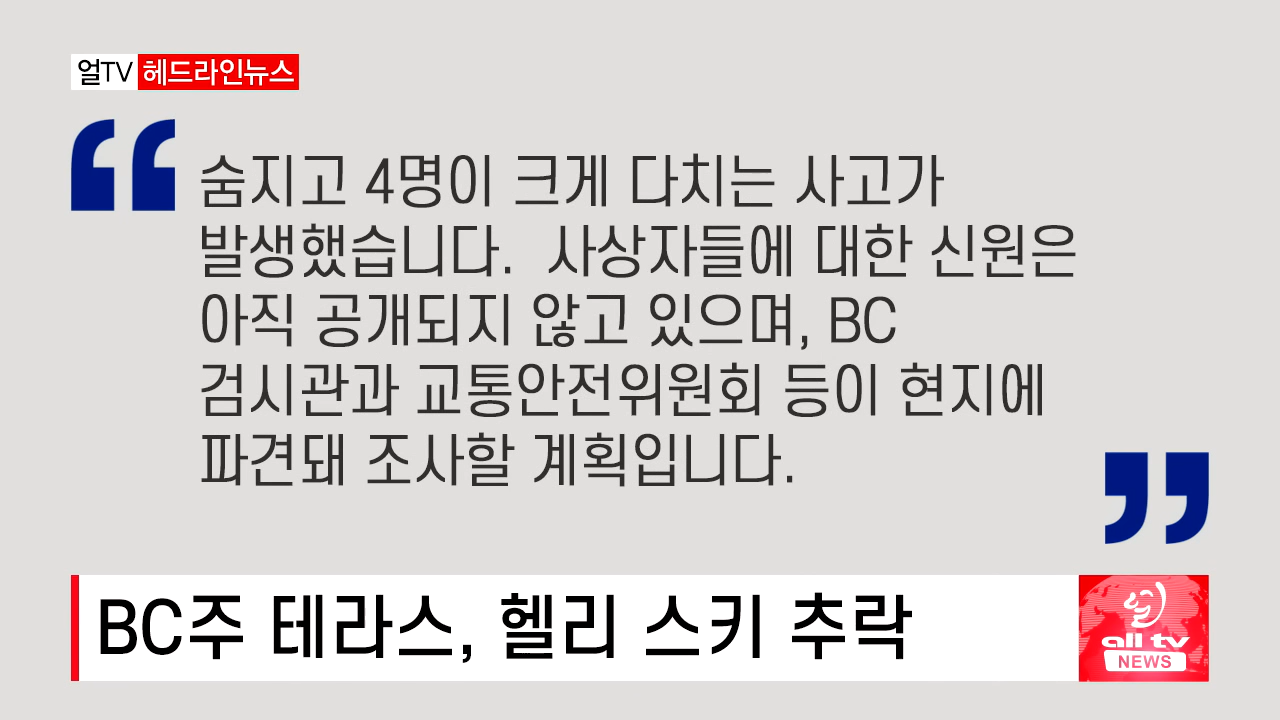 얼TV 헤드라인뉴스
숨지고 4명이 크게 다치는 사고가
발생했습니다. 사상자들에 대한 신원은
아직 공개되지 않고 있으며, BC
검시관과 교통안전위원회 등이 현지에
파견돼 조사할 계획입니다.
BC주 테라스, 헬리 스키 추락
all tv
NEWS